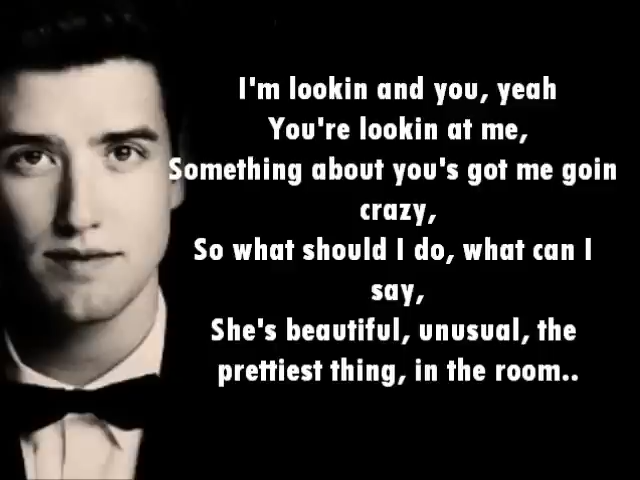 I'm lookin and you, yeah
You're lookin at me,
Something about you's got me goin
crazy,
So what should I do, what can I
say,
She's beautiful, unusual, the
prettiest thing, in the room..